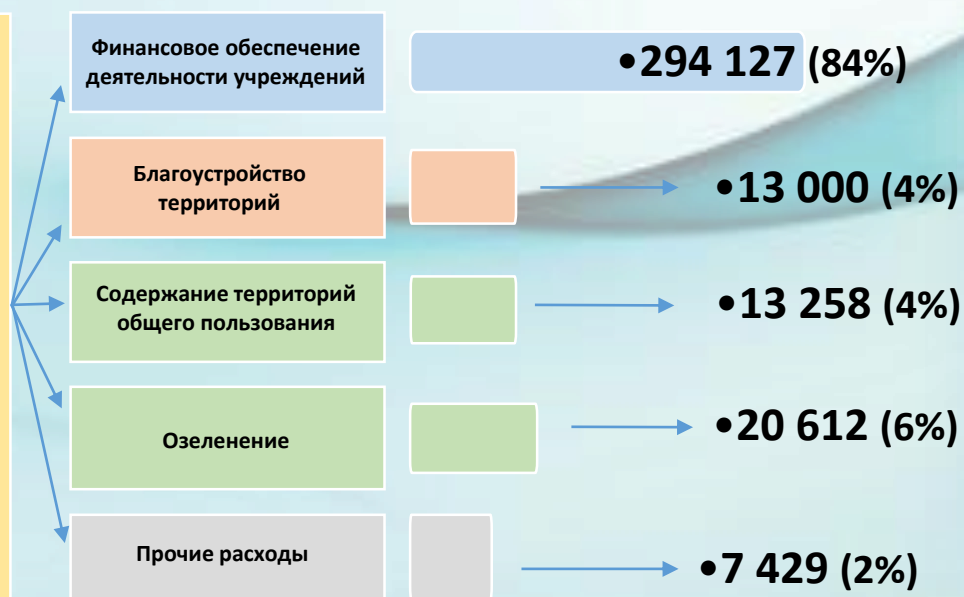 Финансовое обеспечение
деятельности учреждений
•294 127 (84%)
Благоустройство
территорий
•13 000 (4%)
Содержание территорий
общего пользования
•13 258 (4%)
Озеленение
•20 612 (6%)
Прочие расходы
•7 429 (2%)